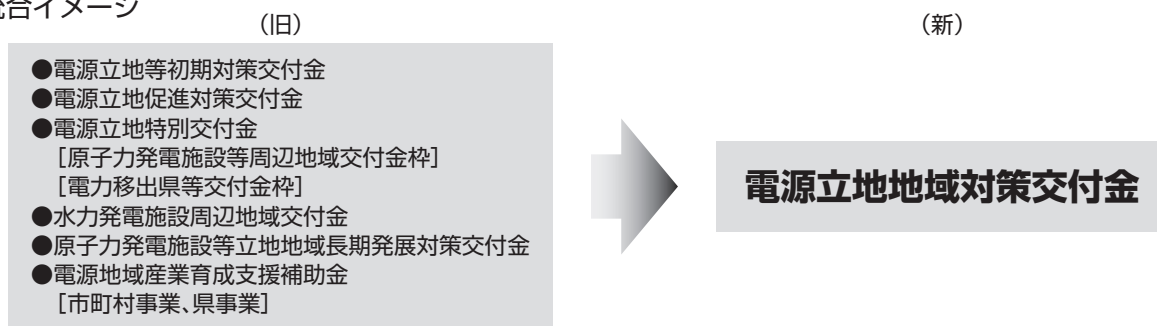 合イメージ
（旧）
（新）
●電源立地等初期対策交付金
●電源立地促進対策交付金
●電源立地特別交付金
［原子力発電施設等周辺地域交付金枠］
［電力移出県等交付金枠］
●水力発電施設周辺地域交付金
●原子力発電施設等立地地域長期発展対策交付金
●電源地域産業育成支援補助金
［市町村事業、県事業］
電源立地地域対策交付金